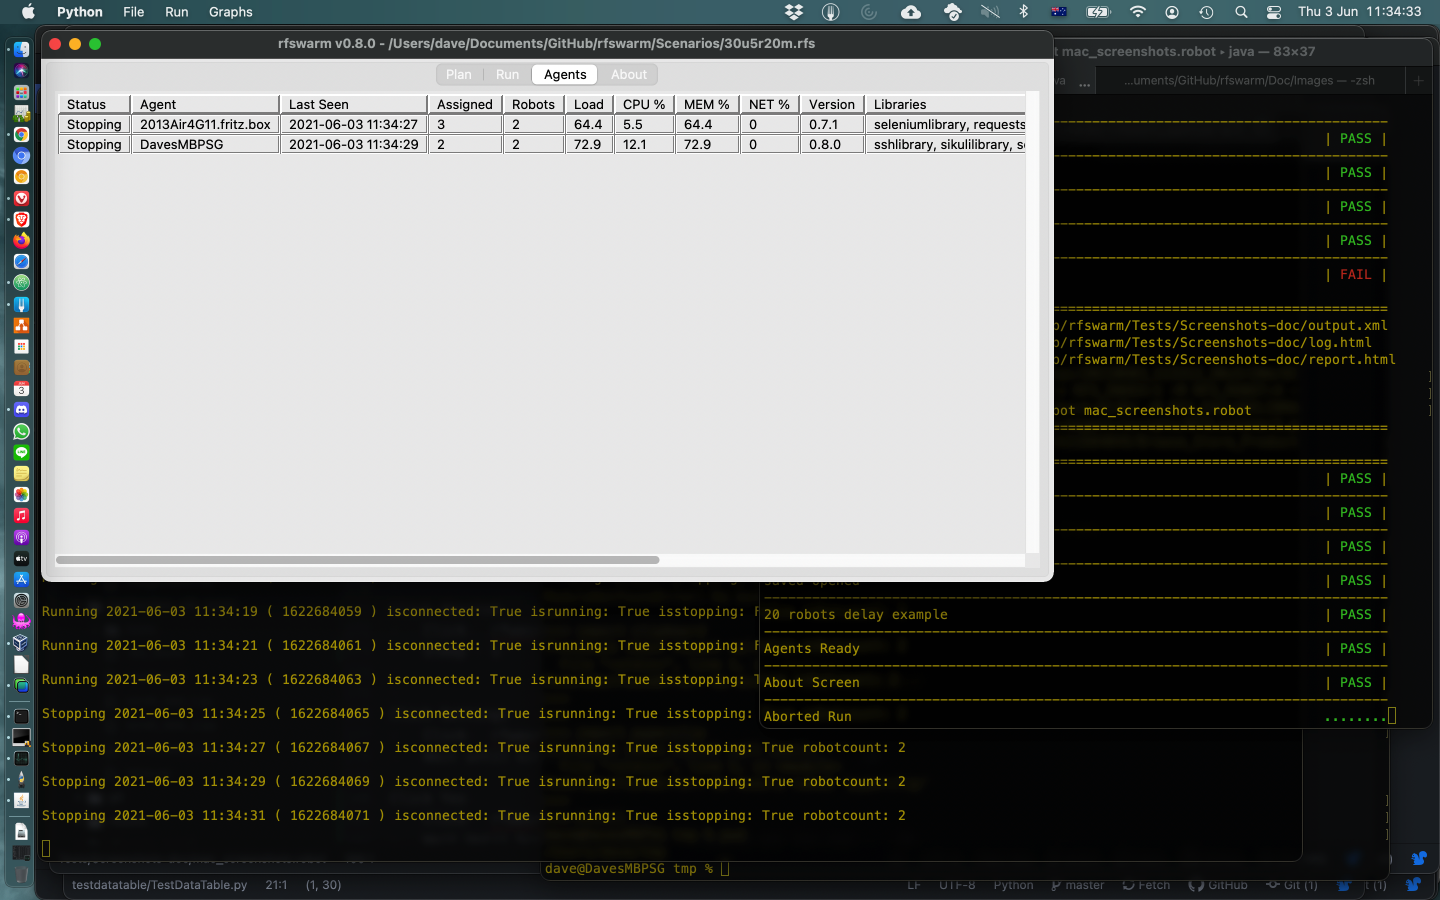 Python File Run Graphs Thu 3 Jun 11:34:33
rfswarm v0.8.0 - /Users/dave/Documents/GitHub/rfswarm/Scenarios/30u5r20m.rfs
Plan Run Agents About
Status Agent Last Seen Assigned Robots Load CPU % MEM % NET % Version Libraries
Stopping 2013Air4G11.fritz.box 2021-06-03 11:34:27 3 2 64.4 5.5 64.4 0 0.7.1 seleniumlibrary, requests
Stopping DavesMBPSG 2021-06-03 11:34:29 2 2 72.9 12.1 72.9 0 0.8.0 sshlibrary, sikulilibrary, s
t mac_screenshots.robot ▸ java — 83×37
va ... ...uments/GitHub/rfswarm/Doc/Images — -zsh +
| PASS |
| PASS |
| PASS |
| PASS |
| FAIL |
b/rfswarm/Tests/Screenshots-doc/output.xml
b/rfswarm/Tests/Screenshots-doc/log.html
b/rfswarm/Tests/Screenshots-doc/report.html
bot mac_screenshots.robot
| PASS |
| PASS |
| PASS |
| PASS |
20 robots delay example | PASS |
Agents Ready | PASS |
About Screen | PASS |
Aborted Run ........
Running 2021-06-03 11:34:19 ( 1622684059 ) isconnected: True isrunning: True isstopping: F
Running 2021-06-03 11:34:21 ( 1622684061 ) isconnected: True isrunning: True isstopping: F
Running 2021-06-03 11:34:23 ( 1622684063 ) isconnected: True isrunning: True isstopping: T
Stopping 2021-06-03 11:34:25 ( 1622684065 ) isconnected: True isrunning: True isstopping:
Stopping 2021-06-03 11:34:27 ( 1622684067 ) isconnected: True isrunning: True isstopping: True robotcount: 2
Stopping 2021-06-03 11:34:29 ( 1622684069 ) isconnected: True isrunning: True isstopping: True robotcount: 2
Stopping 2021-06-03 11:34:31 ( 1622684071 ) isconnected: True isrunning: True isstopping: True robotcount: 2
dave@DavesMBPSG tmp %
testdatatable/TestDataTable.py 21:1 (1, 30) LF UTF-8 Python master Fetch GitHub Git (1) t (1)